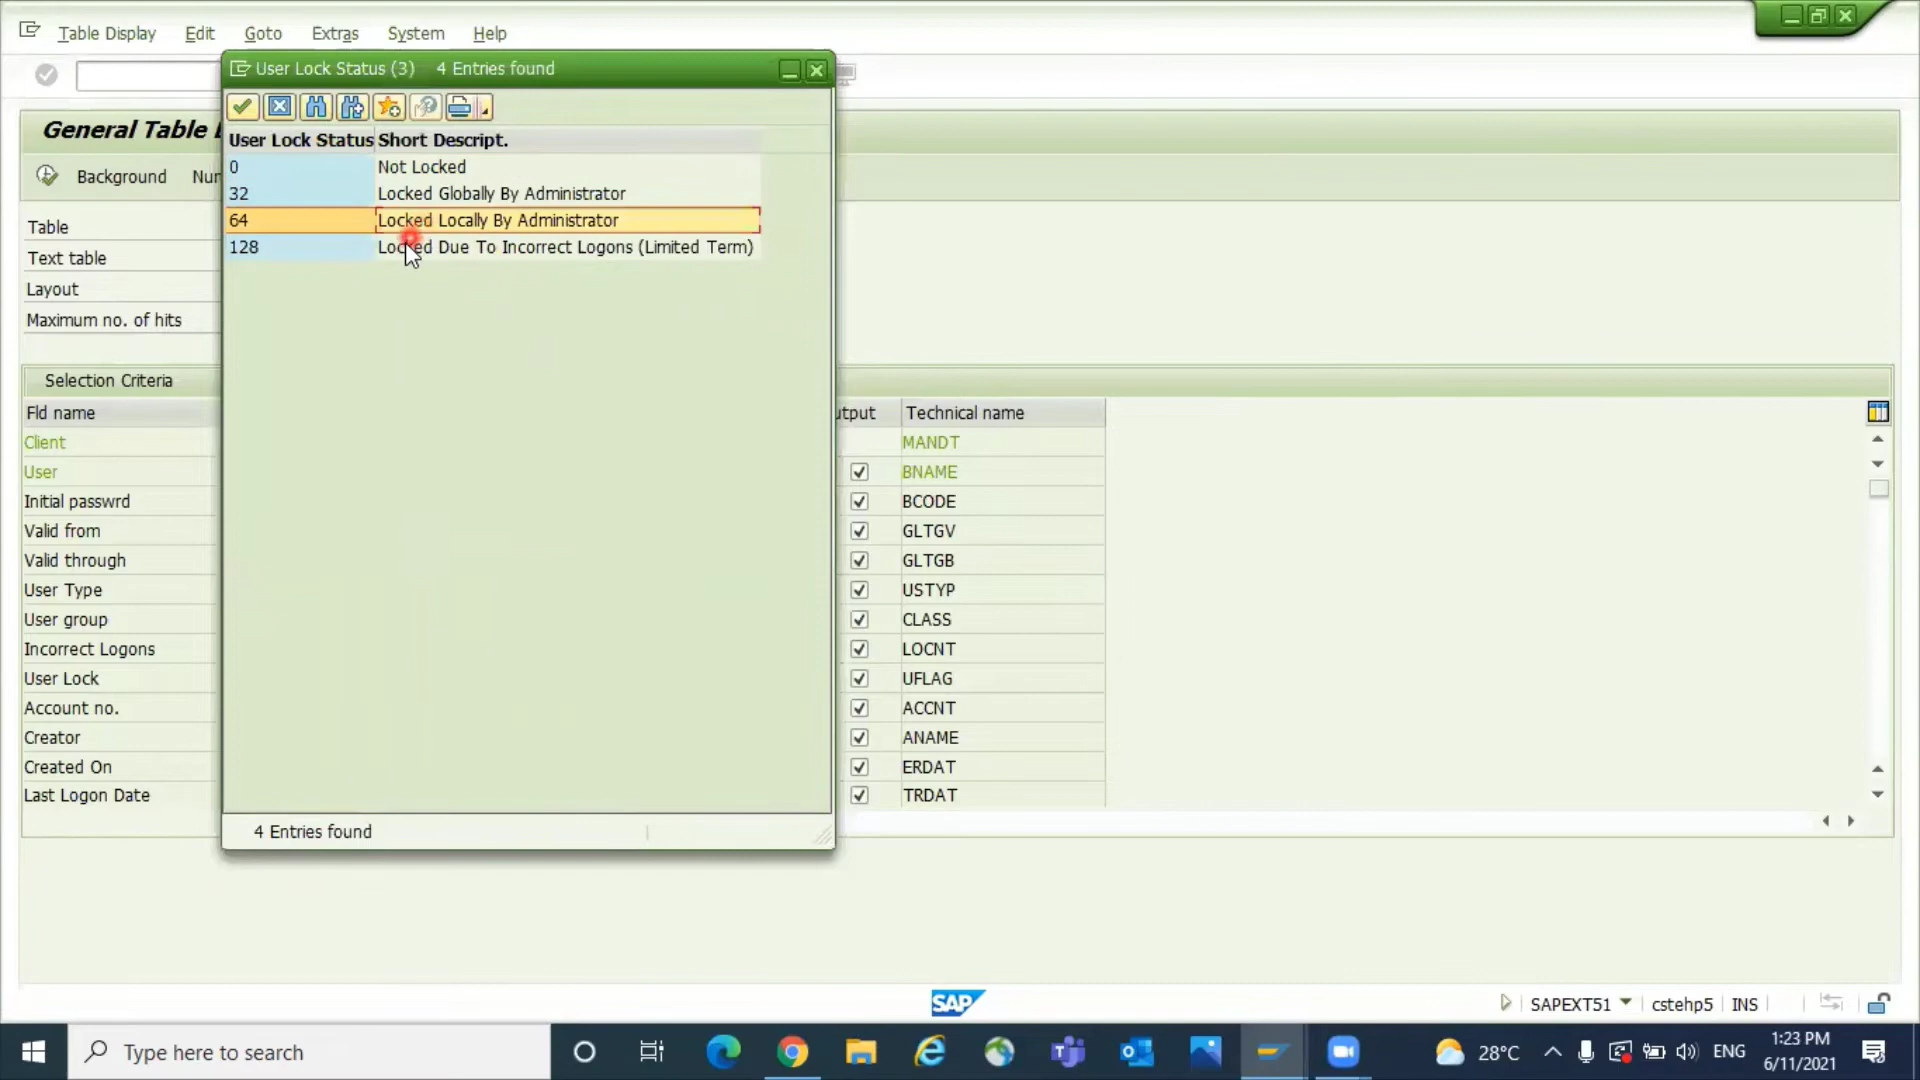 Table Display Edit Goto Extras System Help
User Lock Status (3) 4 Entries found
General Table
User Lock Status Short Descript.
0 Not Locked
Background
32 Locked Globally By Administrator
64 Locked Locally By Administrator
Table
128 Locked Due To Incorrect Logons (Limited Term)
Text table
Layout
Maximum no. of hits
Selection Criteria
Fld name utput Technical name
Client MANDT
User BNAME
Initial passwrd BCODE
Valid from GLTGV
Valid through GLTGB
User Type USTYP
User group CLASS
Incorrect Logons LOCNT
User Lock UFLAG
Account no. ACCNT
Creator ANAME
Created On ERDAT
Last Logon Date TRDAT
4 Entries found
SAP SAPEXT51 cstehp5 INS
Type here to search 28°C ENG 1:23 PM
6/11/2021